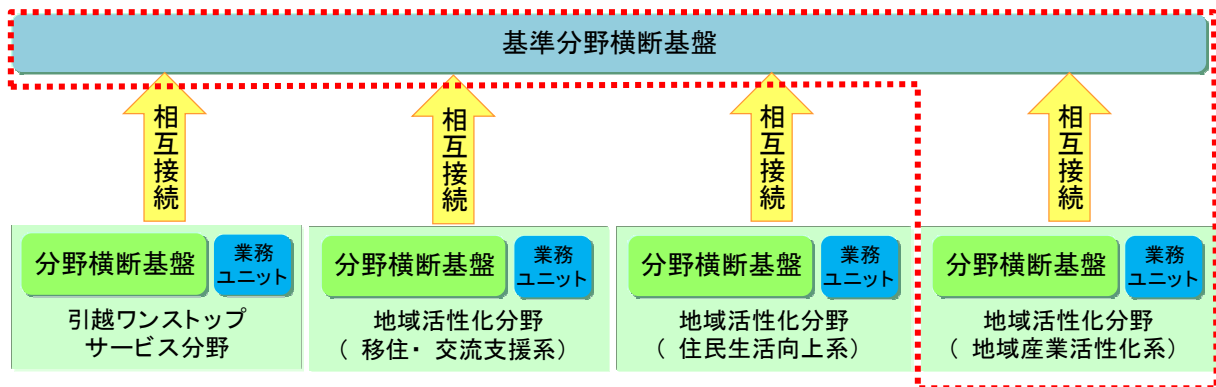 基準分野横断基盤
相互接続
相互接続
相互接続
相互接続
分野横断基盤
業務
ユニット
引越ワンストップ
サービス分野
分野横断基盤
業務
ユニット
地域活性化分野
( 移住・ 交流支援系)
分野横断基盤
業務
ユニット
地域活性化分野
( 住民生活向上系)
分野横断基盤
業務
ユニット
地域活性化分野
( 地域産業活性化系)